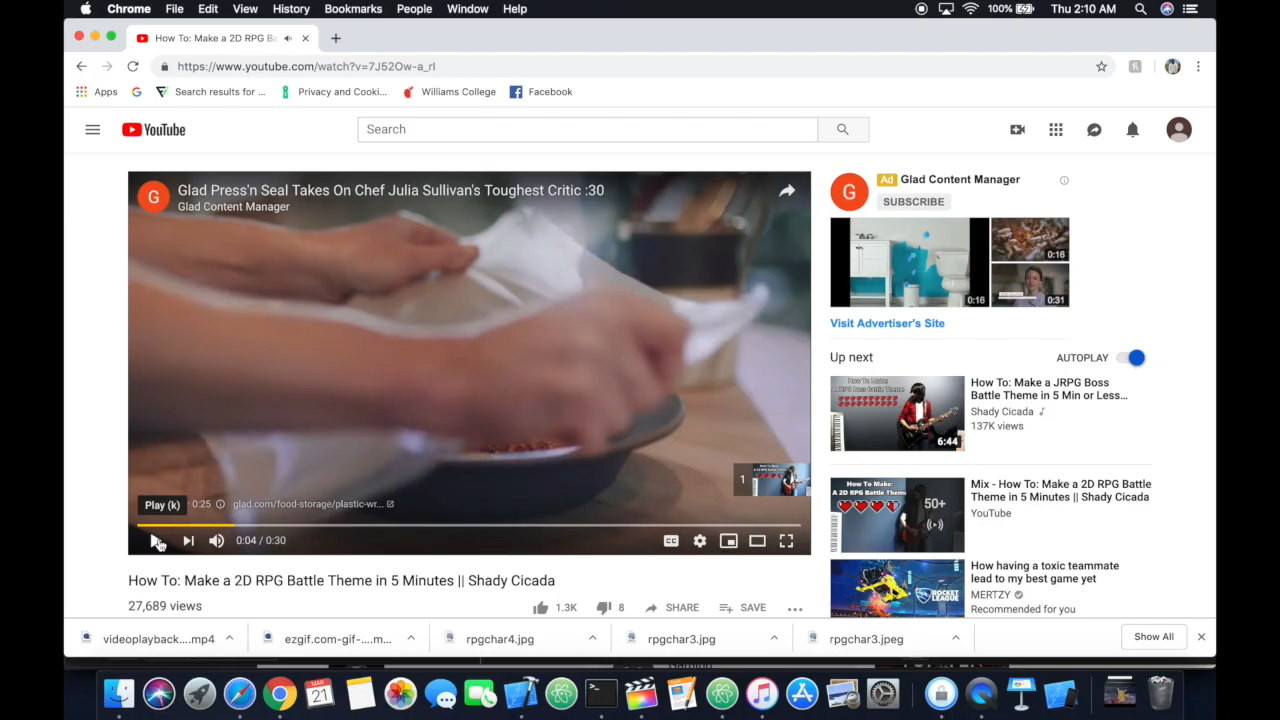 Chrome File Edit View History Bookmarks People Window Help 100% Thu 2:10 AM
How To: Make a 2D RPG Ba
https://www.youtube.com/watch?v=7J52Ow-a_rI
Apps Search results for ... Privacy and Cooki... Williams College Facebook
YouTube
Search
Glad Press'n Seal Takes On Chef Julia Sullivan's Toughest Critic :30
G
Glad Content Manager
1
Play (k) 0:25 glad.com/food-storage/plastic-wr...
0:04 / 0:30
CC
How To: Make a 2D RPG Battle Theme in 5 Minutes || Shady Cicada
27,689 views
1.3K 8 SHARE SAVE
G
Ad Glad Content Manager
SUBSCRIBE
0:16
0:16
0:31
Visit Advertiser's Site
Up next AUTOPLAY
How To: Make a JRPG Boss
Battle Theme in 5 Min or Less...
Shady Cicada
137K views
6:44
Mix - How To: Make a 2D RPG Battle
Theme in 5 Minutes || Shady Cicada
YouTube
How To Make:
A 2D RPG Battle Theme
50+
How having a toxic teammate
lead to my best game yet
MERTZY
Recommended for you
videoplayback....mp4 ezgif.com-gif-....m... rpgchar4.jpg rpgchar3.jpg rpgchar3.jpeg Show All
MAR
21